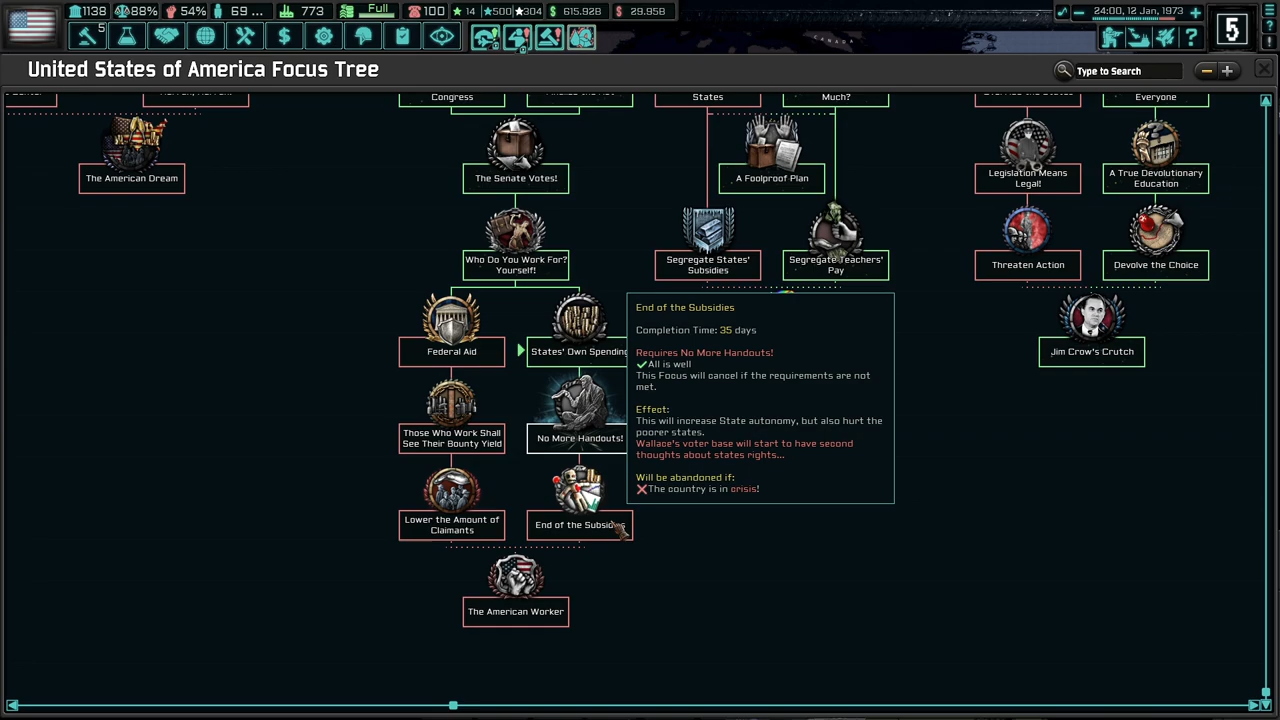 1138 88% 54% 69 ... 773 Full 100 14 500 304 $ 615.92B $ 29.95B 24:00, 12 Jan, 1973
5
5
CANADA
United States of America Focus Tree
Type to Search
Congress
States
Much?
Everyone
The American Dream
The Senate Votes!
A Foolproof Plan
Legislation Means
Legal!
A True Devolutionary
Education
Who Do You Work For?
Yourself!
Segregate States'
Subsidies
Segregate Teachers'
Pay
Threaten Action
Devolve the Choice
Federal Aid
States' Own Spending
Jim Crow's Crutch
Those Who Work Shall
See Their Bounty Yield
No More Handouts!
Lower the Amount of
Claimants
End of the Subsidies
The American Worker
End of the Subsidies
Completion Time: 35 days
Requires No More Handouts!
All is well
This Focus will cancel if the requirements are not
met.
Effect:
This will increase State autonomy, but also hurt the
poorer states.
Wallace's voter base will start to have second
thoughts about states rights...
Will be abandoned if:
The country is in crisis!